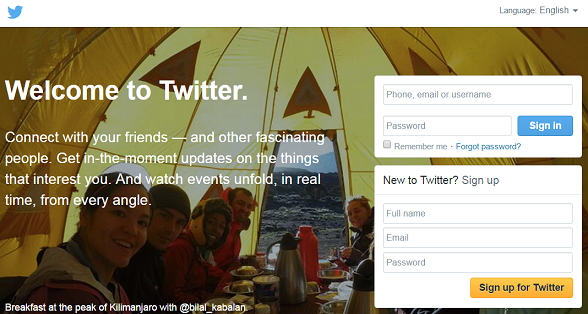 Language: English
Welcome to Twitter.
Connect with your friends — and other fascinating
people. Get in-the-moment updates on the things
that interest you. And watch events unfold, in real
time, from every angle.
Phone, email or username
Password
Sign in
Remember me · Forgot password?
New to Twitter? Sign up
Full name
Email
Password
Sign up for Twitter
Breakfast at the peak of Kilimanjaro with @bilal_kabalan.